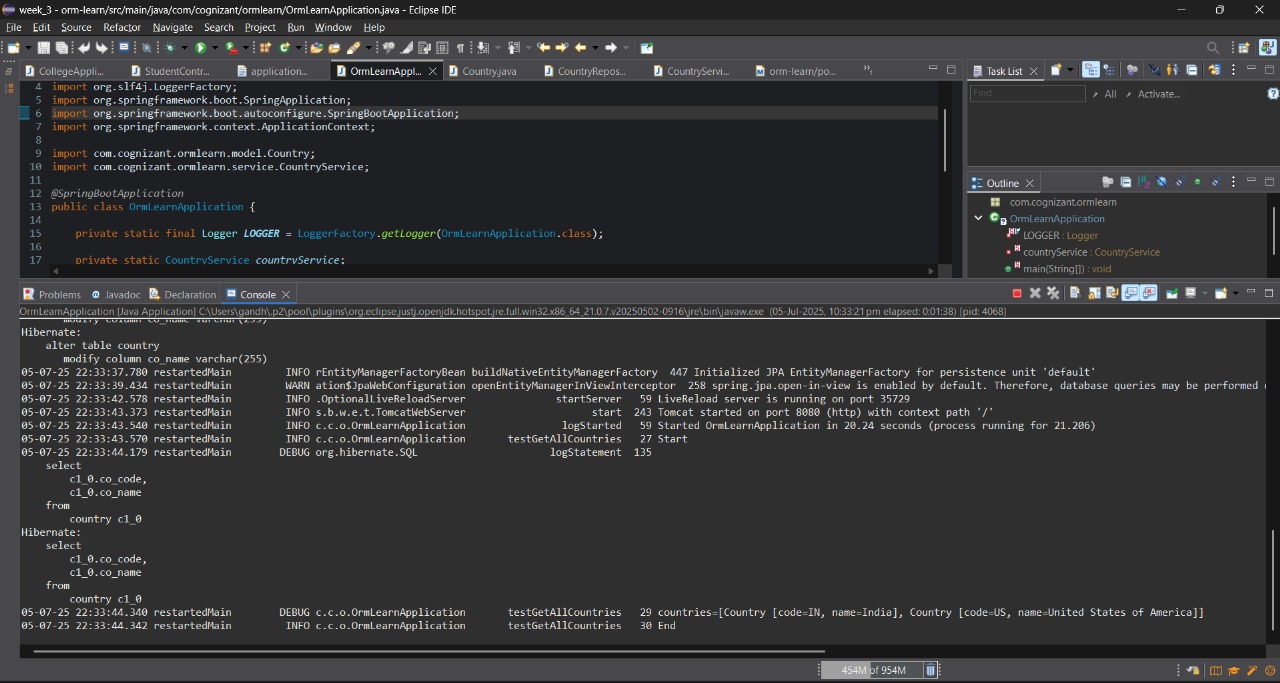 week_3 - orm-learn/src/main/java/com/cognizant/ormlearn/OrmLearnApplication.java - Eclipse IDE
File Edit Source Refactor Navigate Search Project Run Window Help
CollegeAppli... StudentContr... application... OrmLearnAppl... Country.java CountryRepos... CountryServi... orm-learn/po... »1
Task List
Find All Activate...
4 import org.slf4j.LoggerFactory;
5 import org.springframework.boot.SpringApplication;
6 import org.springframework.boot.autoconfigure.SpringBootApplication;
7 import org.springframework.context.ApplicationContext;
8
9 import com.cognizant.ormlearn.model.Country;
10 import com.cognizant.ormlearn.service.CountryService;
11
12 @SpringBootApplication
13 public class OrmLearnApplication {
14
15 private static final Logger LOGGER = LoggerFactory.getLogger(OrmLearnApplication.class);
16
17 private static CountryService countryService;
Outline
com.cognizant.ormlearn
OrmLearnApplication
LOGGER : Logger
countryService : CountryService
main(String[]) : void
Problems Javadoc Declaration Console
OrmLearnApplication [Java Application] C:\Users\gandh\.p2\pool\plugins\org.eclipse.justj.openjdk.hotspot.jre.full.win32.x86_64_21.0.7.v20250502-0916\jre\bin\javaw.exe (05-Jul-2025, 10:33:21 pm elapsed: 0:01:38) [pid: 4068]
modify column co_name varchar(255)
Hibernate:
alter table country
modify column co_name varchar(255)
05-07-25 22:33:37.780 restartedMain INFO rEntityManagerFactoryBean buildNativeEntityManagerFactory 447 Initialized JPA EntityManagerFactory for persistence unit 'default'
05-07-25 22:33:39.434 restartedMain WARN ation$JpaWebConfiguration openEntityManagerInViewInterceptor 258 spring.jpa.open-in-view is enabled by default. Therefore, database queries may be performed
05-07-25 22:33:42.578 restartedMain INFO .OptionalLiveReloadServer startServer 59 LiveReload server is running on port 35729
05-07-25 22:33:43.373 restartedMain INFO s.b.w.e.t.TomcatWebServer start 243 Tomcat started on port 8080 (http) with context path '/'
05-07-25 22:33:43.540 restartedMain INFO c.c.o.OrmLearnApplication logStarted 59 Started OrmLearnApplication in 20.24 seconds (process running for 21.206)
05-07-25 22:33:43.570 restartedMain INFO c.c.o.OrmLearnApplication testGetAllCountries 27 Start
05-07-25 22:33:44.179 restartedMain DEBUG org.hibernate.SQL logStatement 135
select
c1_0.co_code,
c1_0.co_name
from
country c1_0
Hibernate:
select
c1_0.co_code,
c1_0.co_name
from
country c1_0
05-07-25 22:33:44.340 restartedMain DEBUG c.c.o.OrmLearnApplication testGetAllCountries 29 countries=[Country [code=IN, name=India], Country [code=US, name=United States of America]]
05-07-25 22:33:44.342 restartedMain INFO c.c.o.OrmLearnApplication testGetAllCountries 30 End
454M of 954M